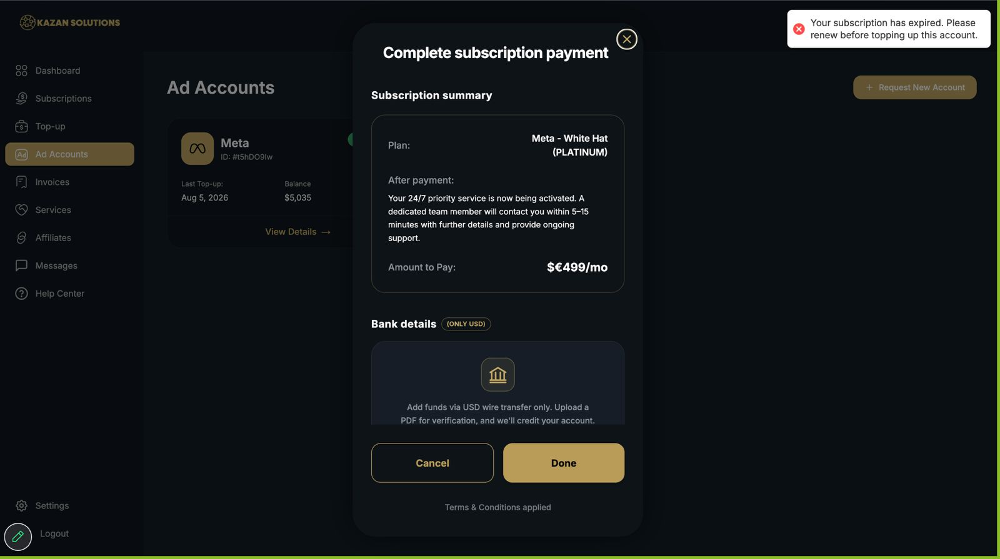 KAZAN SOLUTIONS
Dashboard
Subscriptions
Top-up
Ad Accounts
Invoices
Services
Affiliates
Messages
Help Center
Settings
Logout
Ad Accounts
+ Request New Account
Meta
ID: #t5hDO9lw
Last Top-up:
Balance
Aug 5, 2026
$5,035
View Details →
Complete subscription payment
Subscription summary
Plan:
Meta - White Hat
(PLATINUM)
After payment:
Your 24/7 priority service is now being activated. A
dedicated team member will contact you within 5–15
minutes with further details and provide ongoing
support.
Amount to Pay:
$€499/mo
Bank details
(ONLY USD)
Add funds via USD wire transfer only. Upload a
PDF for verification, and we'll credit your account.
Cancel
Done
Terms & Conditions applied
Your subscription has expired. Please
renew before topping up this account.